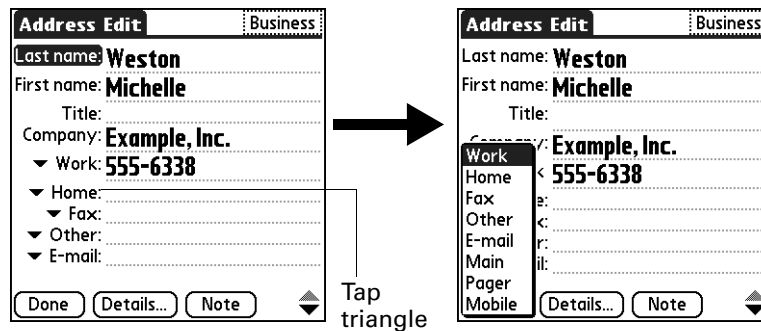 Address Edit Business
Last name: Weston
First name: Michelle
Title:
Company: Example, Inc.
Work: 555-6338
Home:
Fax:
Other:
E-mail:
Done Details... Note
Tap
triangle
Address Edit Business
Last name: Weston
First name: Michelle
Title:
Example, Inc.
Work
555-6338
Home
Fax
Other
E-mail
Main
Pager
Mobile
Details... Note